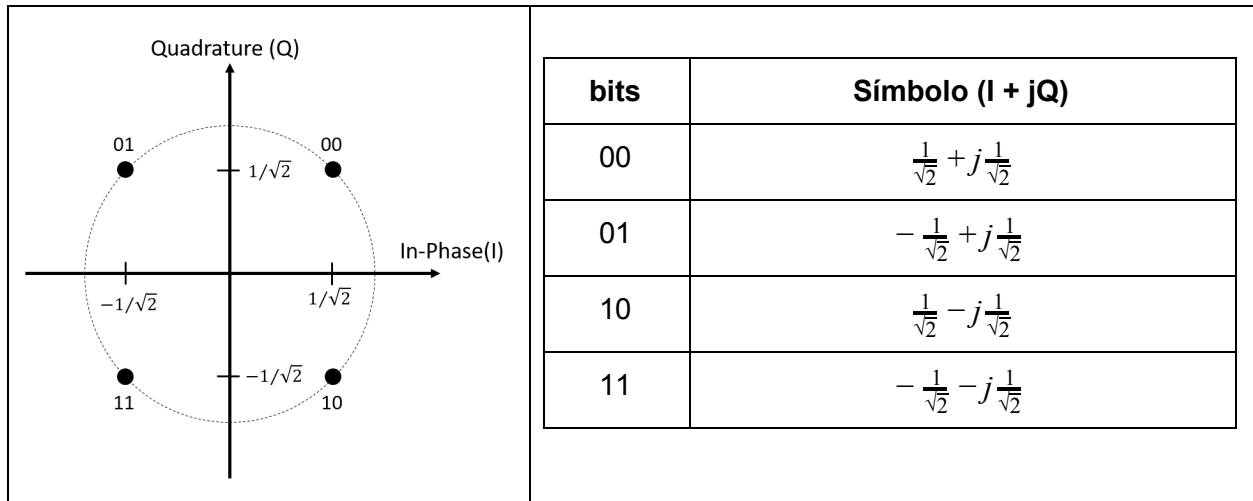 Quadrature (Q)
01
00
1/√2
In-Phase(I)
−1/√2
1/√2
−1/√2
11
10
bits Símbolo (I + jQ)
00 1/√2 + j 1/√2
01 − 1/√2 + j 1/√2
10 1/√2 − j 1/√2
11 − 1/√2 − j 1/√2